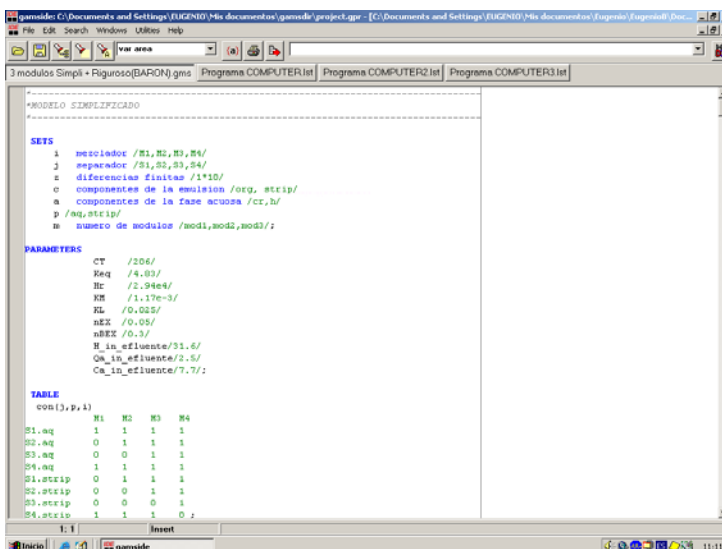 gamside: C:\Documents and Settings\EUGENIO\Mis documentos\gamsdir\project.gpr - [C:\Documents and Settings\EUGENIO\Mis documentos\Eugenio\EugenioII\Doc...
File Edit Search Windows Utilities Help
var area
(a)
3 modulos Simpli + Riguroso(BARON).gms Programa COMPUTER.lst Programa COMPUTER2.lst Programa COMPUTER3.lst
*MODELO SIMPLIFICADO
SETS
i mezclador /M1,M2,M3,M4/
j separador /S1,S2,S3,S4/
z diferencias finitas /1*10/
c componentes de la emulsion /org, strip/
a componentes de la fase acuosa /cr,h/
p /aq,strip/
m numero de modulos /mod1,mod2,mod3/;
PARAMETERS
CT /206/
Keq /4.83/
Hr /2.94e4/
KM /1.17e-3/
KL /0.025/
nEX /0.05/
nBEX /0.3/
H_in_efluente/31.6/
Qa_in_efluente/2.5/
Ca_in_efluente/7.7/;
TABLE
con(j,p,i)
M1 M2 M3 M4
S1.aq 1 1 1 1
S2.aq 0 1 1 1
S3.aq 0 0 1 1
S4.aq 1 1 1 1
S1.strip 0 1 1 1
S2.strip 0 0 1 1
S3.strip 0 0 0 1
S4.strip 1 1 1 0 ;
1: 1 Insert
Inicio gamside 11:11